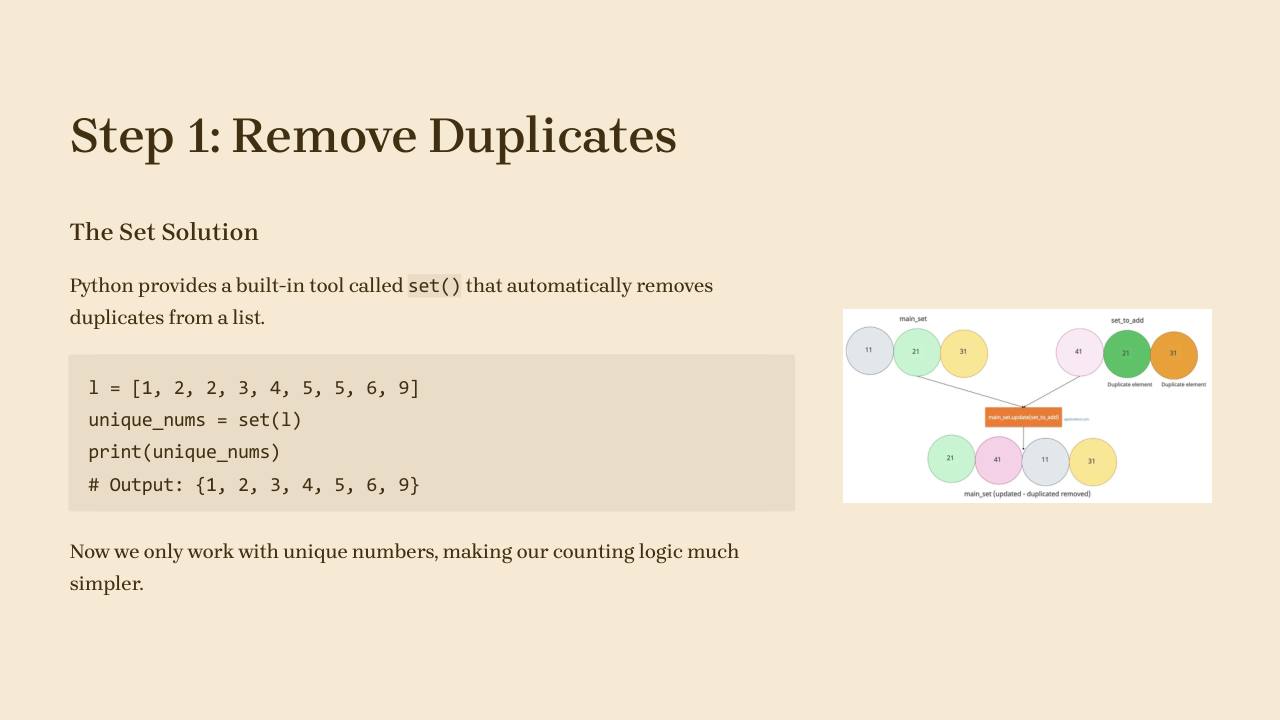 Step 1: Remove Duplicates
The Set Solution
Python provides a built-in tool called set() that automatically removes
duplicates from a list.
l = [1, 2, 2, 3, 4, 5, 5, 6, 9]
unique_nums = set(l)
print(unique_nums)
# Output: {1, 2, 3, 4, 5, 6, 9}
Now we only work with unique numbers, making our counting logic much
simpler.
main_set
set_to_add
11
21
31
41
21
31
Duplicate element
Duplicate element
main_set.update(set_to_add)
21
41
11
31
main_set (updated - duplicated removed)